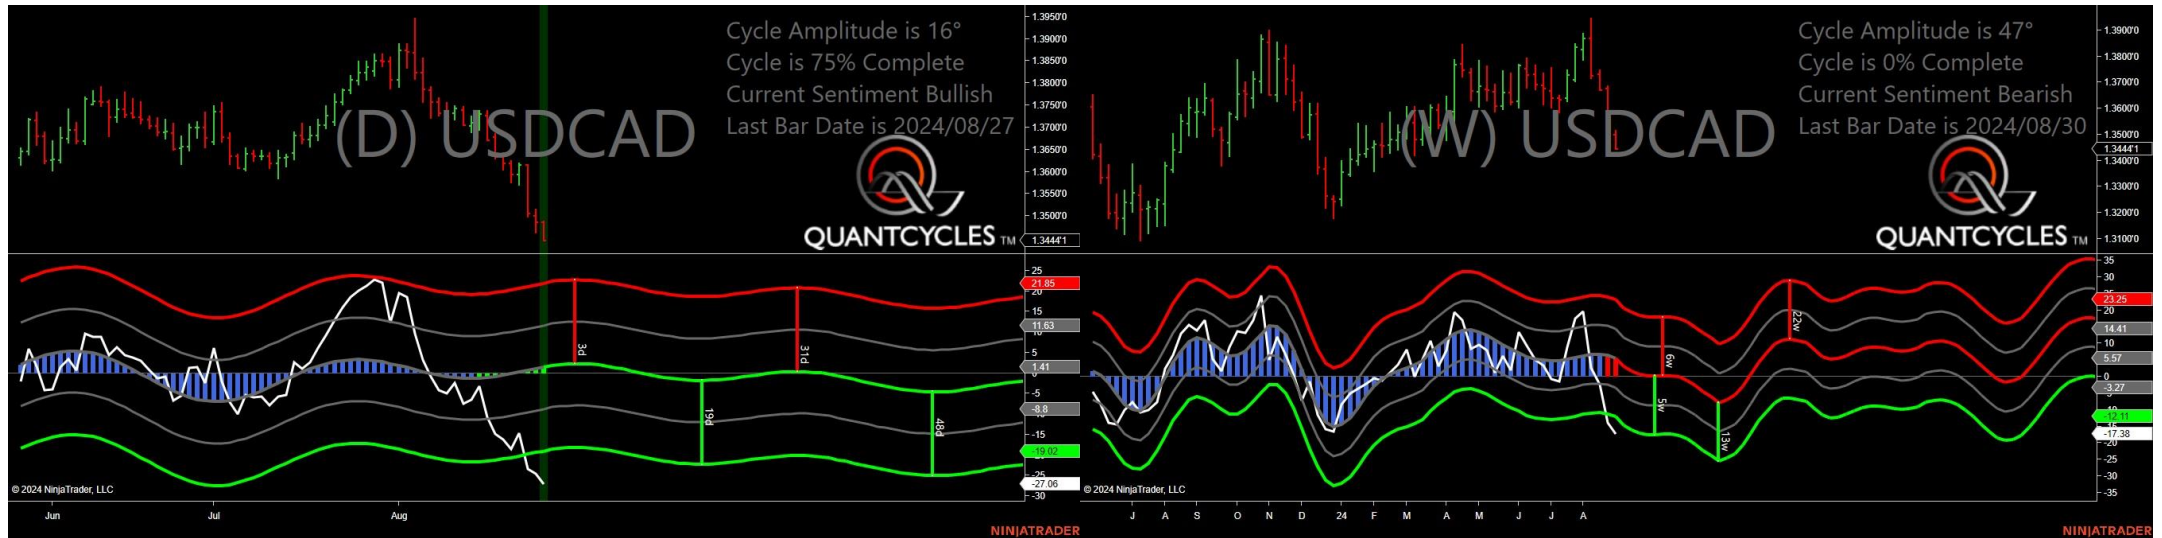 Cycle Amplitude is 16°
Cycle is 75% Complete
Current Sentiment Bullish
Last Bar Date is 2024/08/27
(D) USDCAD
QUANTCYCLES TM
1.3950'0
1.3900'0
1.3850'0
1.3800'0
1.3750'0
1.3700'0
1.3650'0
1.3600'0
1.3550'0
1.3500'0
1.3444'1
25
21.85
20
15
11.63
5
1.41
0
-5
-8.8
-15
-19.02
-25
-27.06
-30
3d
31d
19d
48d
© 2024 NinjaTrader, LLC
Jun
Jul
Aug
NINJATRADER
Cycle Amplitude is 47°
Cycle is 0% Complete
Current Sentiment Bearish
Last Bar Date is 2024/08/30
(W) USDCAD
QUANTCYCLES TM
1.3900'0
1.3800'0
1.3700'0
1.3600'0
1.3500'0
1.3444'1
1.3400'0
1.3300'0
1.3200'0
1.3100'0
35
30
23.25
20
14.41
10
5.57
0
-3.27
-12.11
-17.38
-20
-25
-30
-35
6w
22w
5w
13w
© 2024 NinjaTrader, LLC
J
A
S
O
N
D
24
F
M
A
M
J
J
A
NINJATRADER